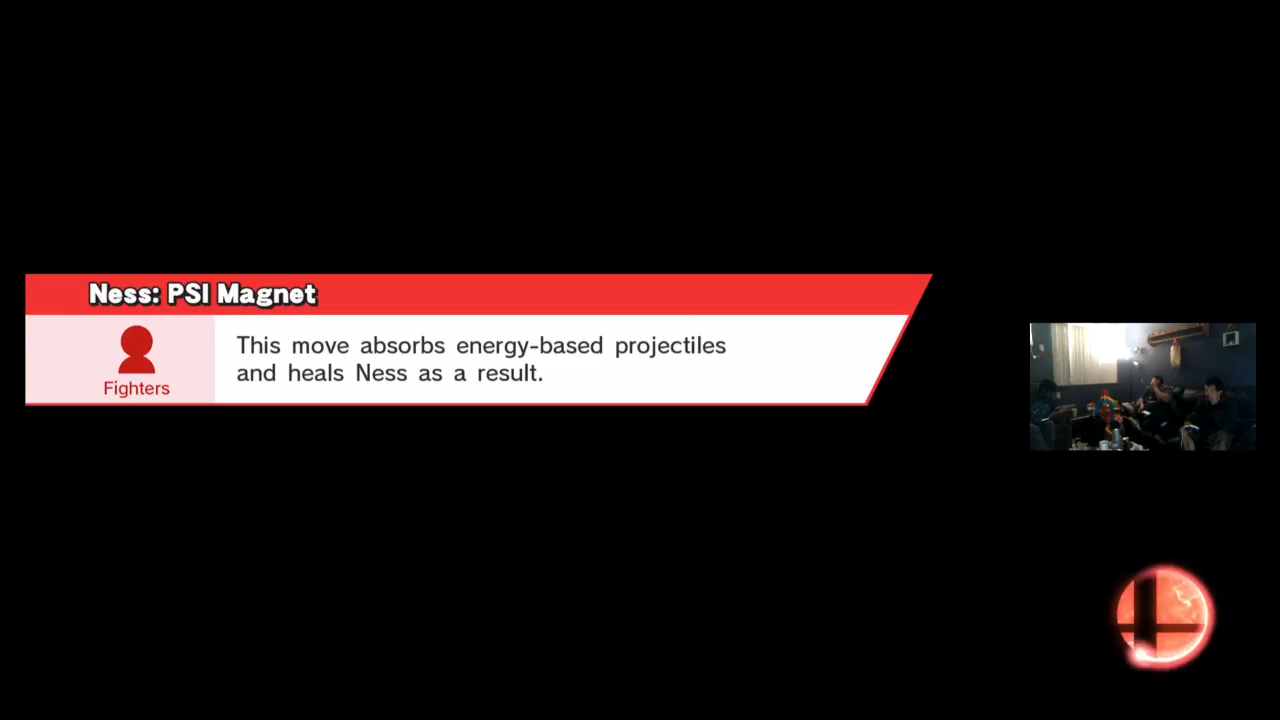 Ness: PSI Magnet
Fighters
This move absorbs energy-based projectiles
and heals Ness as a result.